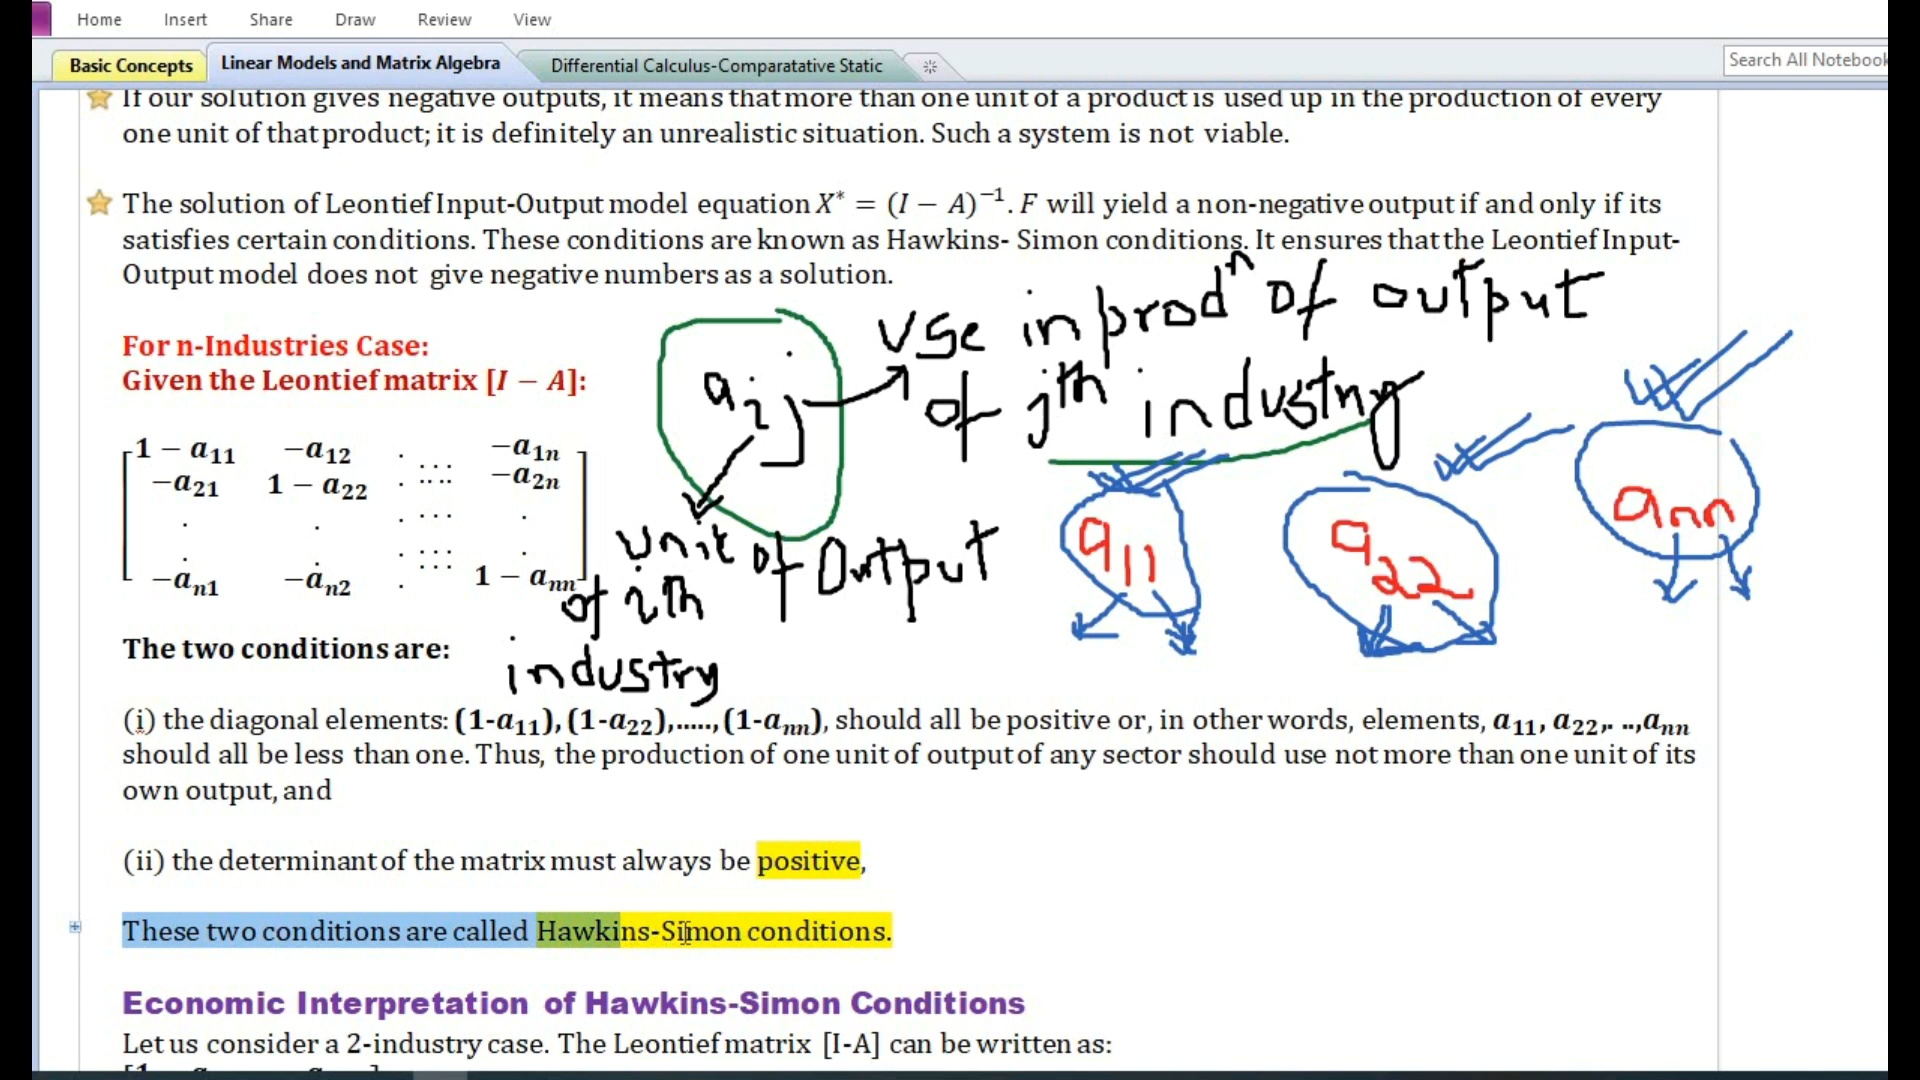 Home Insert Share Draw Review View
Basic Concepts Linear Models and Matrix Algebra Differential Calculus-Comparatative Static Search All Notebook
If our solution gives negative outputs, it means that more than one unit of a product is used up in the production of every
one unit of that product; it is definitely an unrealistic situation. Such a system is not viable.
The solution of Leontief Input-Output model equation X* = (I − A)⁻¹. F will yield a non-negative output if and only if its
satisfies certain conditions. These conditions are known as Hawkins- Simon conditions. It ensures that the Leontief Input-
Output model does not give negative numbers as a solution.
For n-Industries Case:
Given the Leontief matrix [I − A]:
1 − a11 −a12 . ... −a1n
−a21 1 − a22 . .. .. −a2n
. . . ... .
. . . ... .
−an1 −an2 . 1 − ann
aij
use in prodn of output
of jth industry
unit of Output
of ith
industry
a11
a22
ann
The two conditions are:
(i) the diagonal elements: (1-a11), (1-a22),....., (1-ann), should all be positive or, in other words, elements, a11, a22,. ..,ann
should all be less than one. Thus, the production of one unit of output of any sector should use not more than one unit of its
own output, and
(ii) the determinant of the matrix must always be positive,
These two conditions are called Hawkins-Simon conditions.
Economic Interpretation of Hawkins-Simon Conditions
Let us consider a 2-industry case. The Leontief matrix [I-A] can be written as: